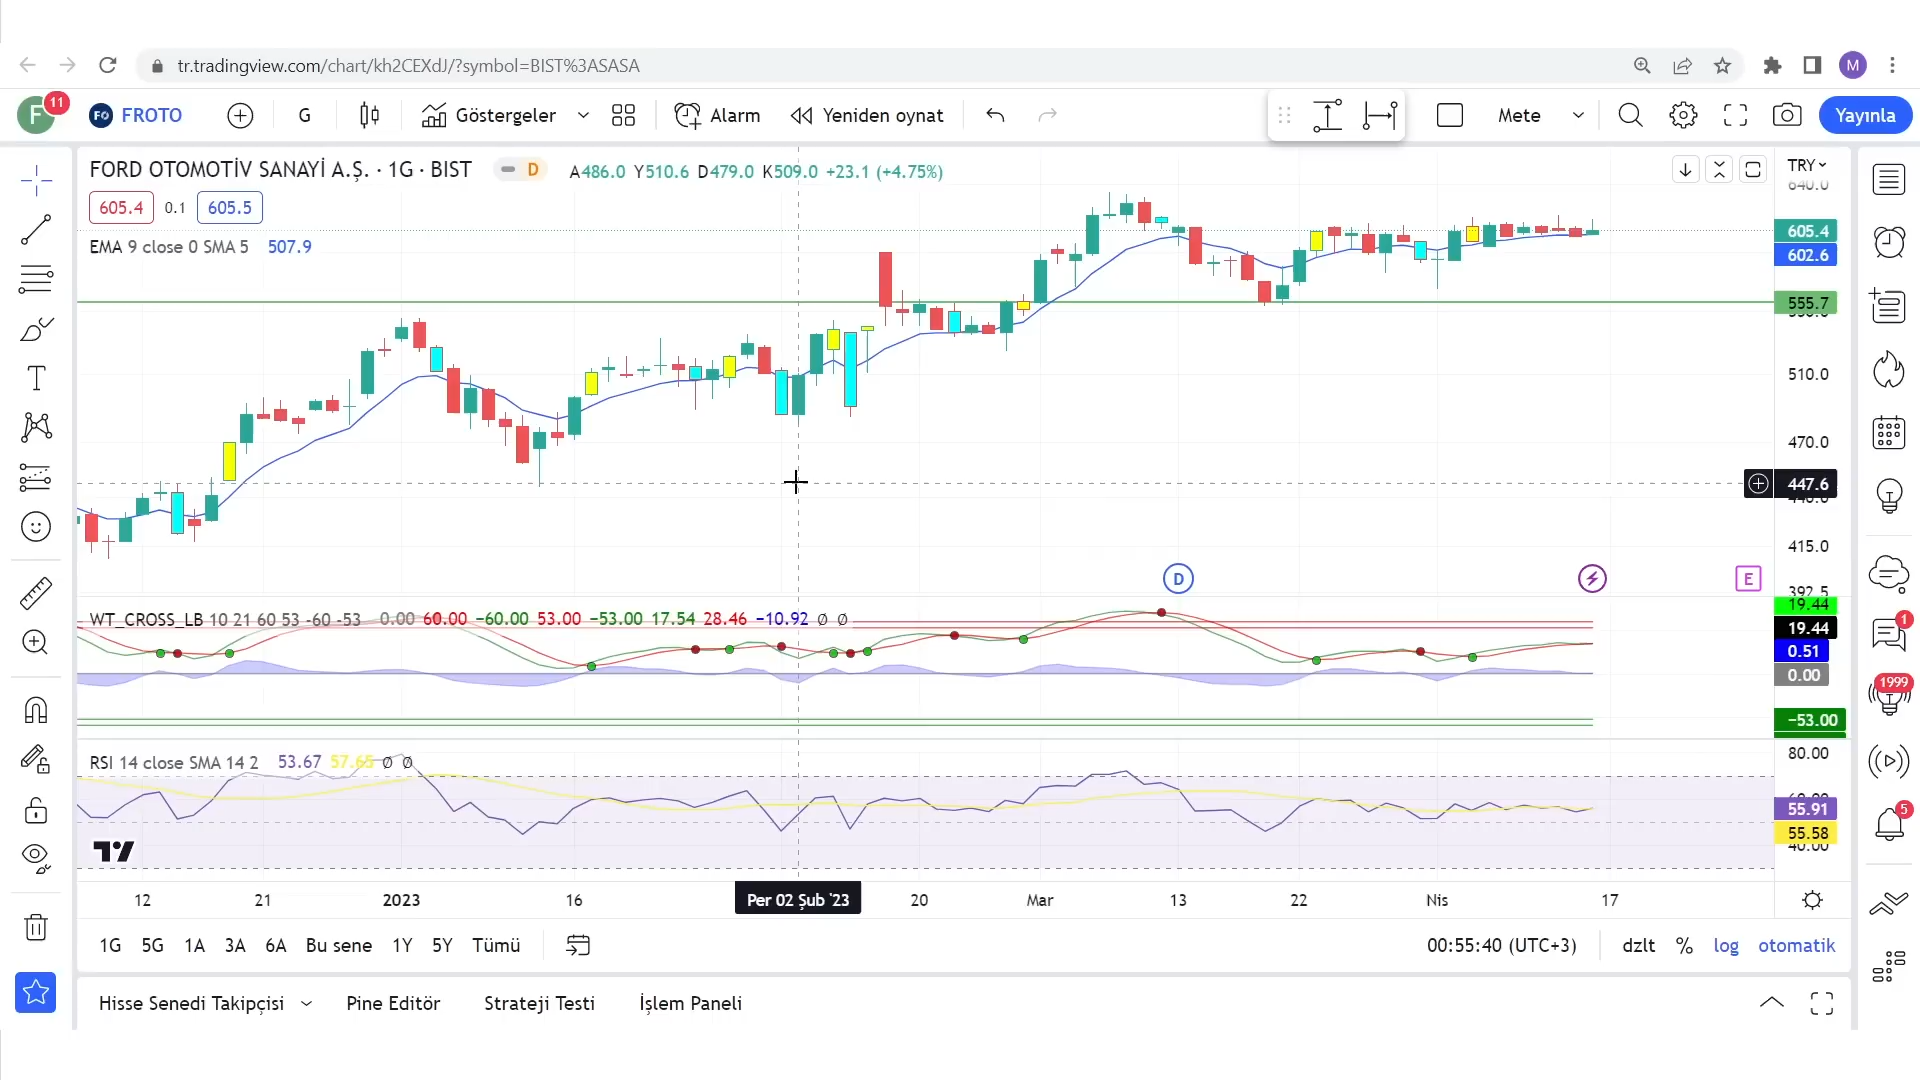 tr.tradingview.com/chart/kh2CEXdJ/?symbol=BIST%3ASASA
M
F 11 FO FROTO G Göstergeler Alarm Yeniden oynat Mete Yayınla
FORD OTOMOTİV SANAYİ A.Ş. · 1G · BIST D A486.0 Y510.6 D479.0 K509.0 +23.1 (+4.75%)
TRY
640.0
605.4 0.1 605.5
605.4
EMA 9 close 0 SMA 5 507.9
602.6
555.7
510.0
470.0
447.6
415.0
D E
392.5
19.44
WT_CROSS_LB 10 21 60 53 -60 -53 0.00 60.00 −60.00 53.00 −53.00 17.54 28.46 −10.92 Ø Ø
19.44
0.51
0.00
−53.00
RSI 14 close SMA 14 2 53.67 57.65 Ø Ø
80.00
55.91
55.58
40.00
12 21 2023 16 Per 02 Şub '23 20 Mar 13 22 Nis 17
1G 5G 1A 3A 6A Bu sene 1Y 5Y Tümü 00:55:40 (UTC+3) dzlt % log otomatik
Hisse Senedi Takipçisi Pine Editör Strateji Testi İşlem Paneli
1
1999
5